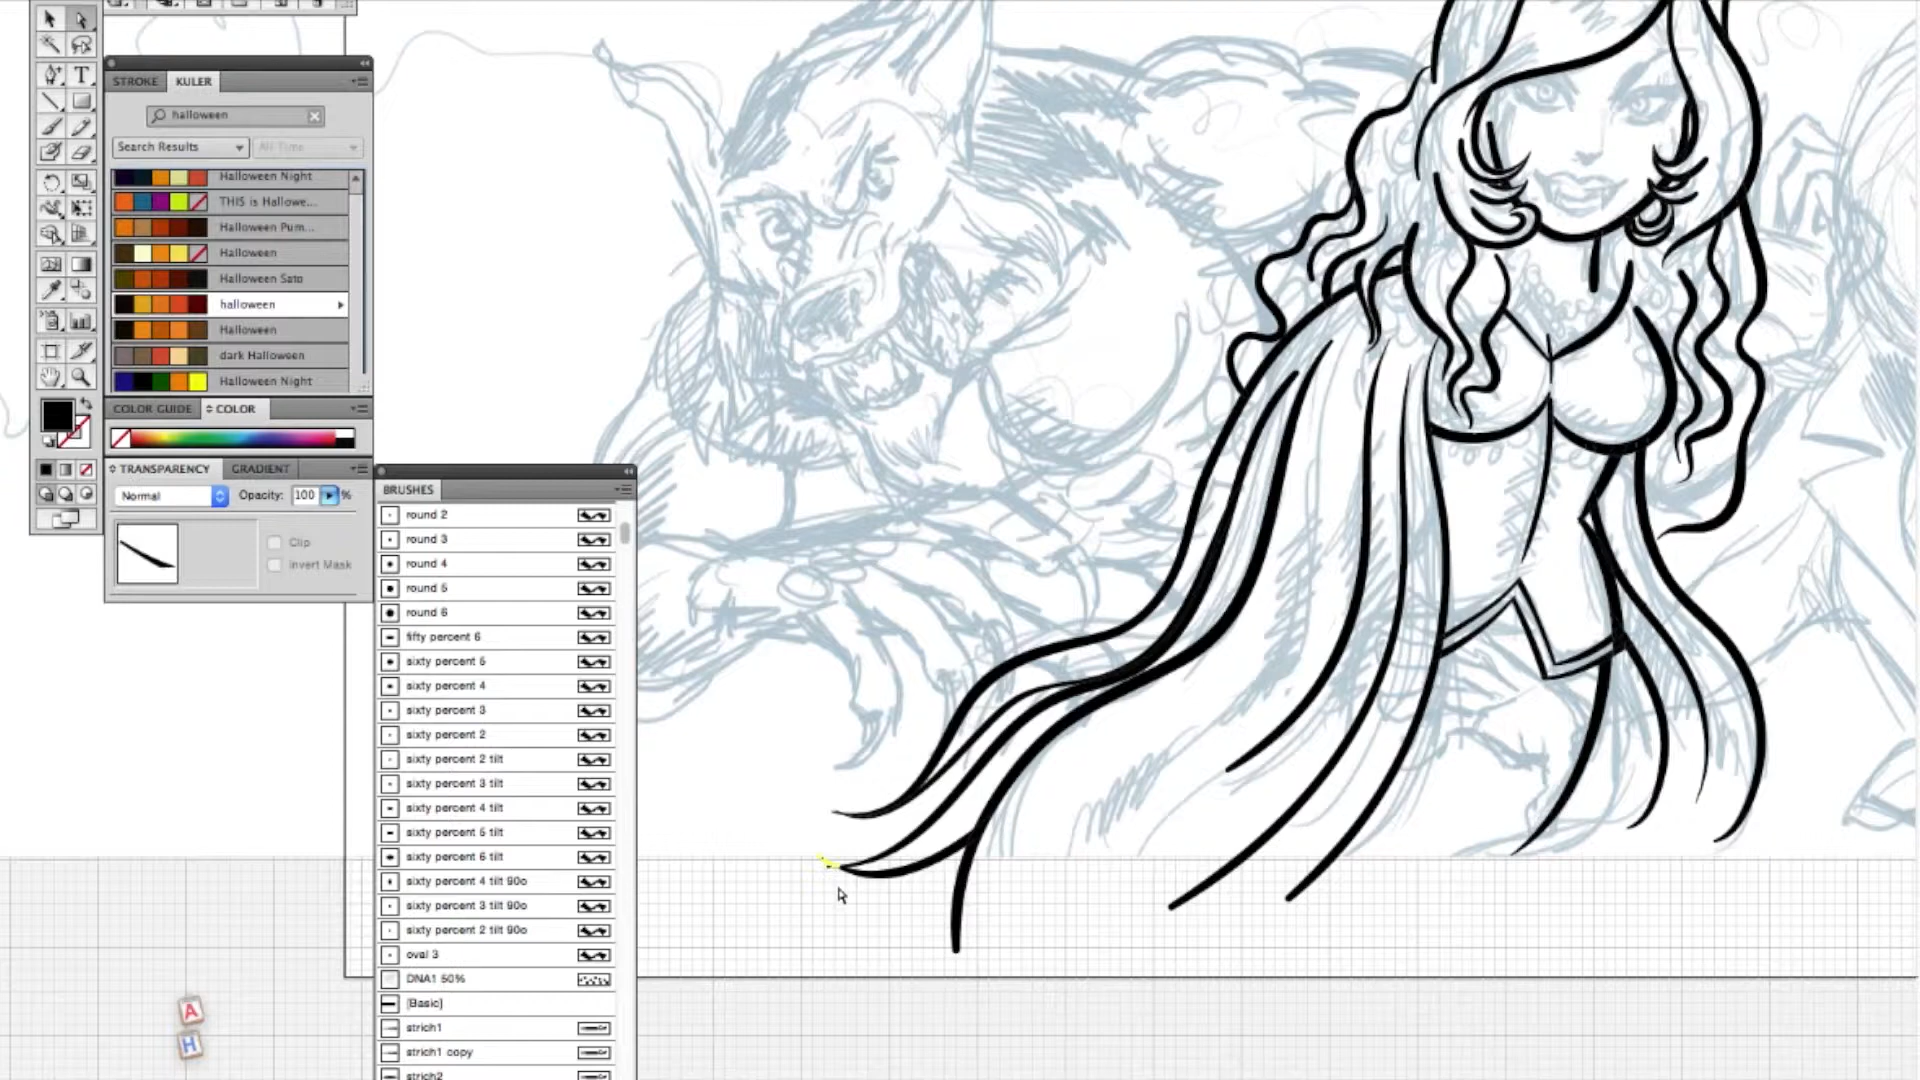 T
STROKE
KULER
halloween
Search Results
All Time
Halloween Night
THIS is Hallowe...
Halloween Pum...
Halloween
Halloween Sato
halloween
Halloween
dark Halloween
Halloween Night
COLOR GUIDE
COLOR
TRANSPARENCY
GRADIENT
Normal
Opacity: 100 %
Clip
Invert Mask
BRUSHES
round 2
round 3
round 4
round 5
round 6
fifty percent 6
sixty percent 5
sixty percent 4
sixty percent 3
sixty percent 2
sixty percent 2 tilt
sixty percent 3 tilt
sixty percent 4 tilt
sixty percent 5 tilt
sixty percent 6 tilt
sixty percent 4 tilt 90o
sixty percent 3 tilt 90o
sixty percent 2 tilt 90o
oval 3
DNA1 50%
[Basic]
strich1
strich1 copy
strich2
A
H